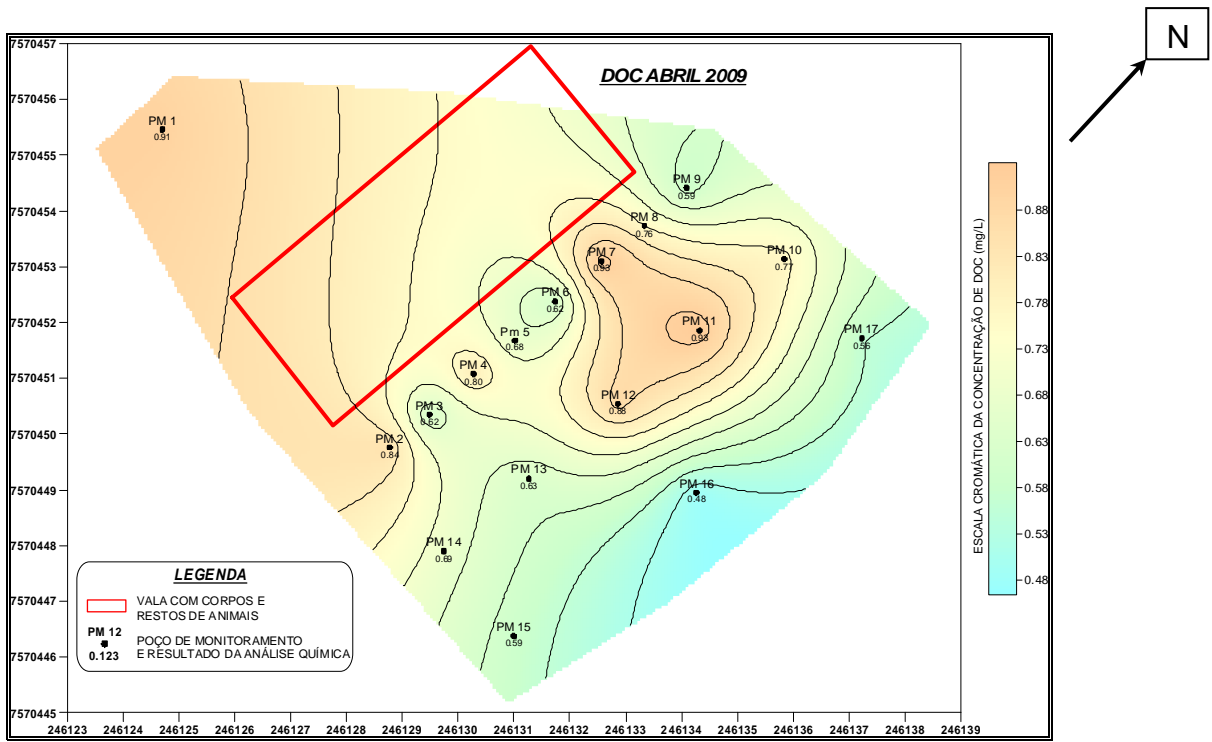 N
DOC ABRIL 2009
7570457
7570456
7570455
7570454
7570453
7570452
7570451
7570450
7570449
7570448
7570447
7570446
7570445
PM 1
0.91
PM 9
0.59
PM 8
0.76
PM 7
0.93
PM 10
0.77
PM 6
0.62
Pm 5
0.68
PM 11
0.93
PM 17
0.56
PM 4
0.80
PM 12
0.88
PM 3
0.62
PM 2
0.84
PM 13
0.63
PM 16
0.48
PM 14
0.69
PM 15
0.59
LEGENDA
VALA COM CORPOS E
RESTOS DE ANIMAIS
PM 12
0.123
POÇO DE MONITORAMENTO
E RESULTADO DA ANÁLISE QUÍMICA
246123 246124 246125 246126 246127 246128 246129 246130 246131 246132 246133 246134 246135 246136 246137 246138 246139
ESCALA CROMÁTICA DA CONCENTRAÇÃO DE DOC (mg/L)
0.88
0.83
0.78
0.73
0.68
0.63
0.58
0.53
0.48